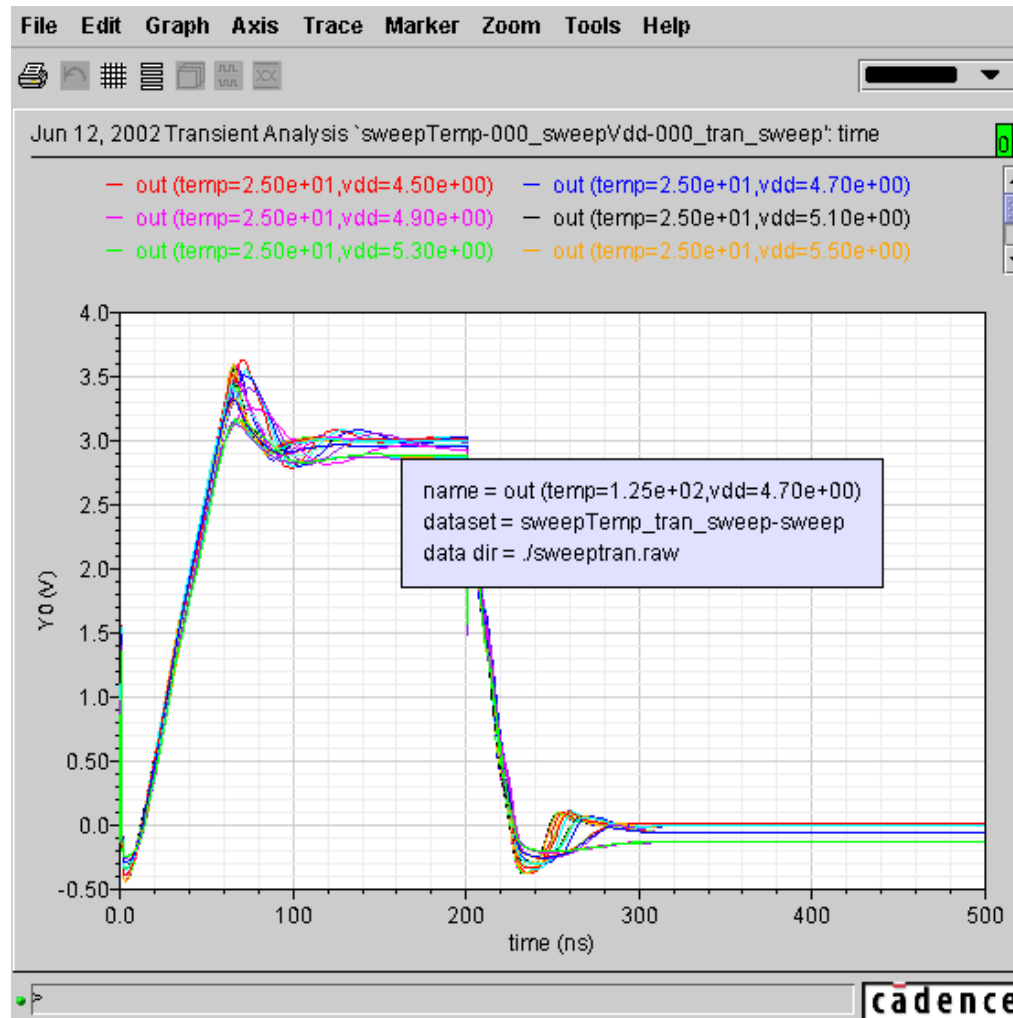 File Edit Graph Axis Trace Marker Zoom Tools Help
Jun 12, 2002 Transient Analysis `sweepTemp-000_sweepVdd-000_tran_sweep': time
0
out (temp=2.50e+01,vdd=4.50e+00) out (temp=2.50e+01,vdd=4.70e+00)
out (temp=2.50e+01,vdd=4.90e+00) out (temp=2.50e+01,vdd=5.10e+00)
out (temp=2.50e+01,vdd=5.30e+00) out (temp=2.50e+01,vdd=5.50e+00)
4.0
3.5
3.0
2.5
2.0
1.5
1.0
0.50
0.0
-0.50
Y0 (V)
name = out (temp=1.25e+02,vdd=4.70e+00)
dataset = sweepTemp_tran_sweep-sweep
data dir = ./sweeptran.raw
0.0 100 200 300 400 500
time (ns)
>
cādence